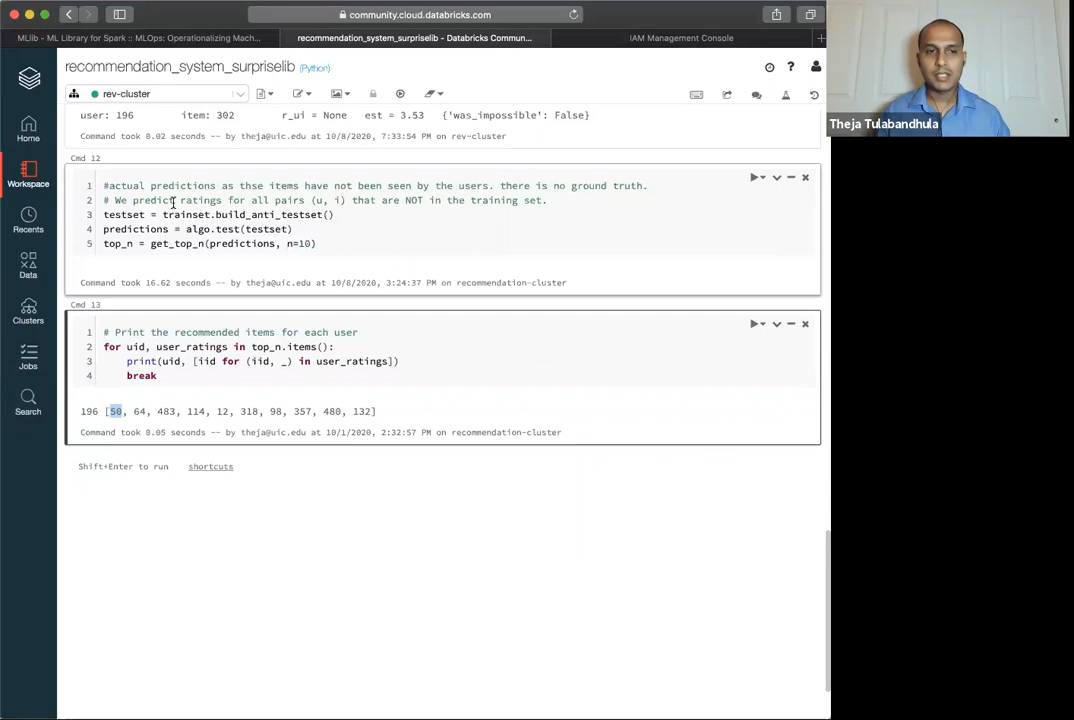 community.cloud.databricks.com
MLlib - ML Library for Spark :: MLOps: Operationalizing Mach...
recommendation_system_surpriselib - Databricks Commun...
IAM Management Console
recommendation_system_surpriselib (Python)
rev-cluster
Theja Tulabandhula
Home
Workspace
Recents
Data
Clusters
Jobs
Search
user: 196 item: 302 r_ui = None est = 3.53 {'was_impossible': False}
Command took 0.02 seconds -- by theja@uic.edu at 10/8/2020, 7:33:54 PM on rev-cluster
Cmd 12
1 #actual predictions as thse items have not been seen by the users. there is no ground truth.
2 # We predict ratings for all pairs (u, i) that are NOT in the training set.
3 testset = trainset.build_anti_testset()
4 predictions = algo.test(testset)
5 top_n = get_top_n(predictions, n=10)
Command took 16.62 seconds -- by theja@uic.edu at 10/8/2020, 3:24:37 PM on recommendation-cluster
Cmd 13
1 # Print the recommended items for each user
2 for uid, user_ratings in top_n.items():
3 print(uid, [iid for (iid, _) in user_ratings])
4 break
196 [50, 64, 483, 114, 12, 318, 98, 357, 480, 132]
Command took 0.05 seconds -- by theja@uic.edu at 10/1/2020, 2:32:57 PM on recommendation-cluster
Shift+Enter to run shortcuts